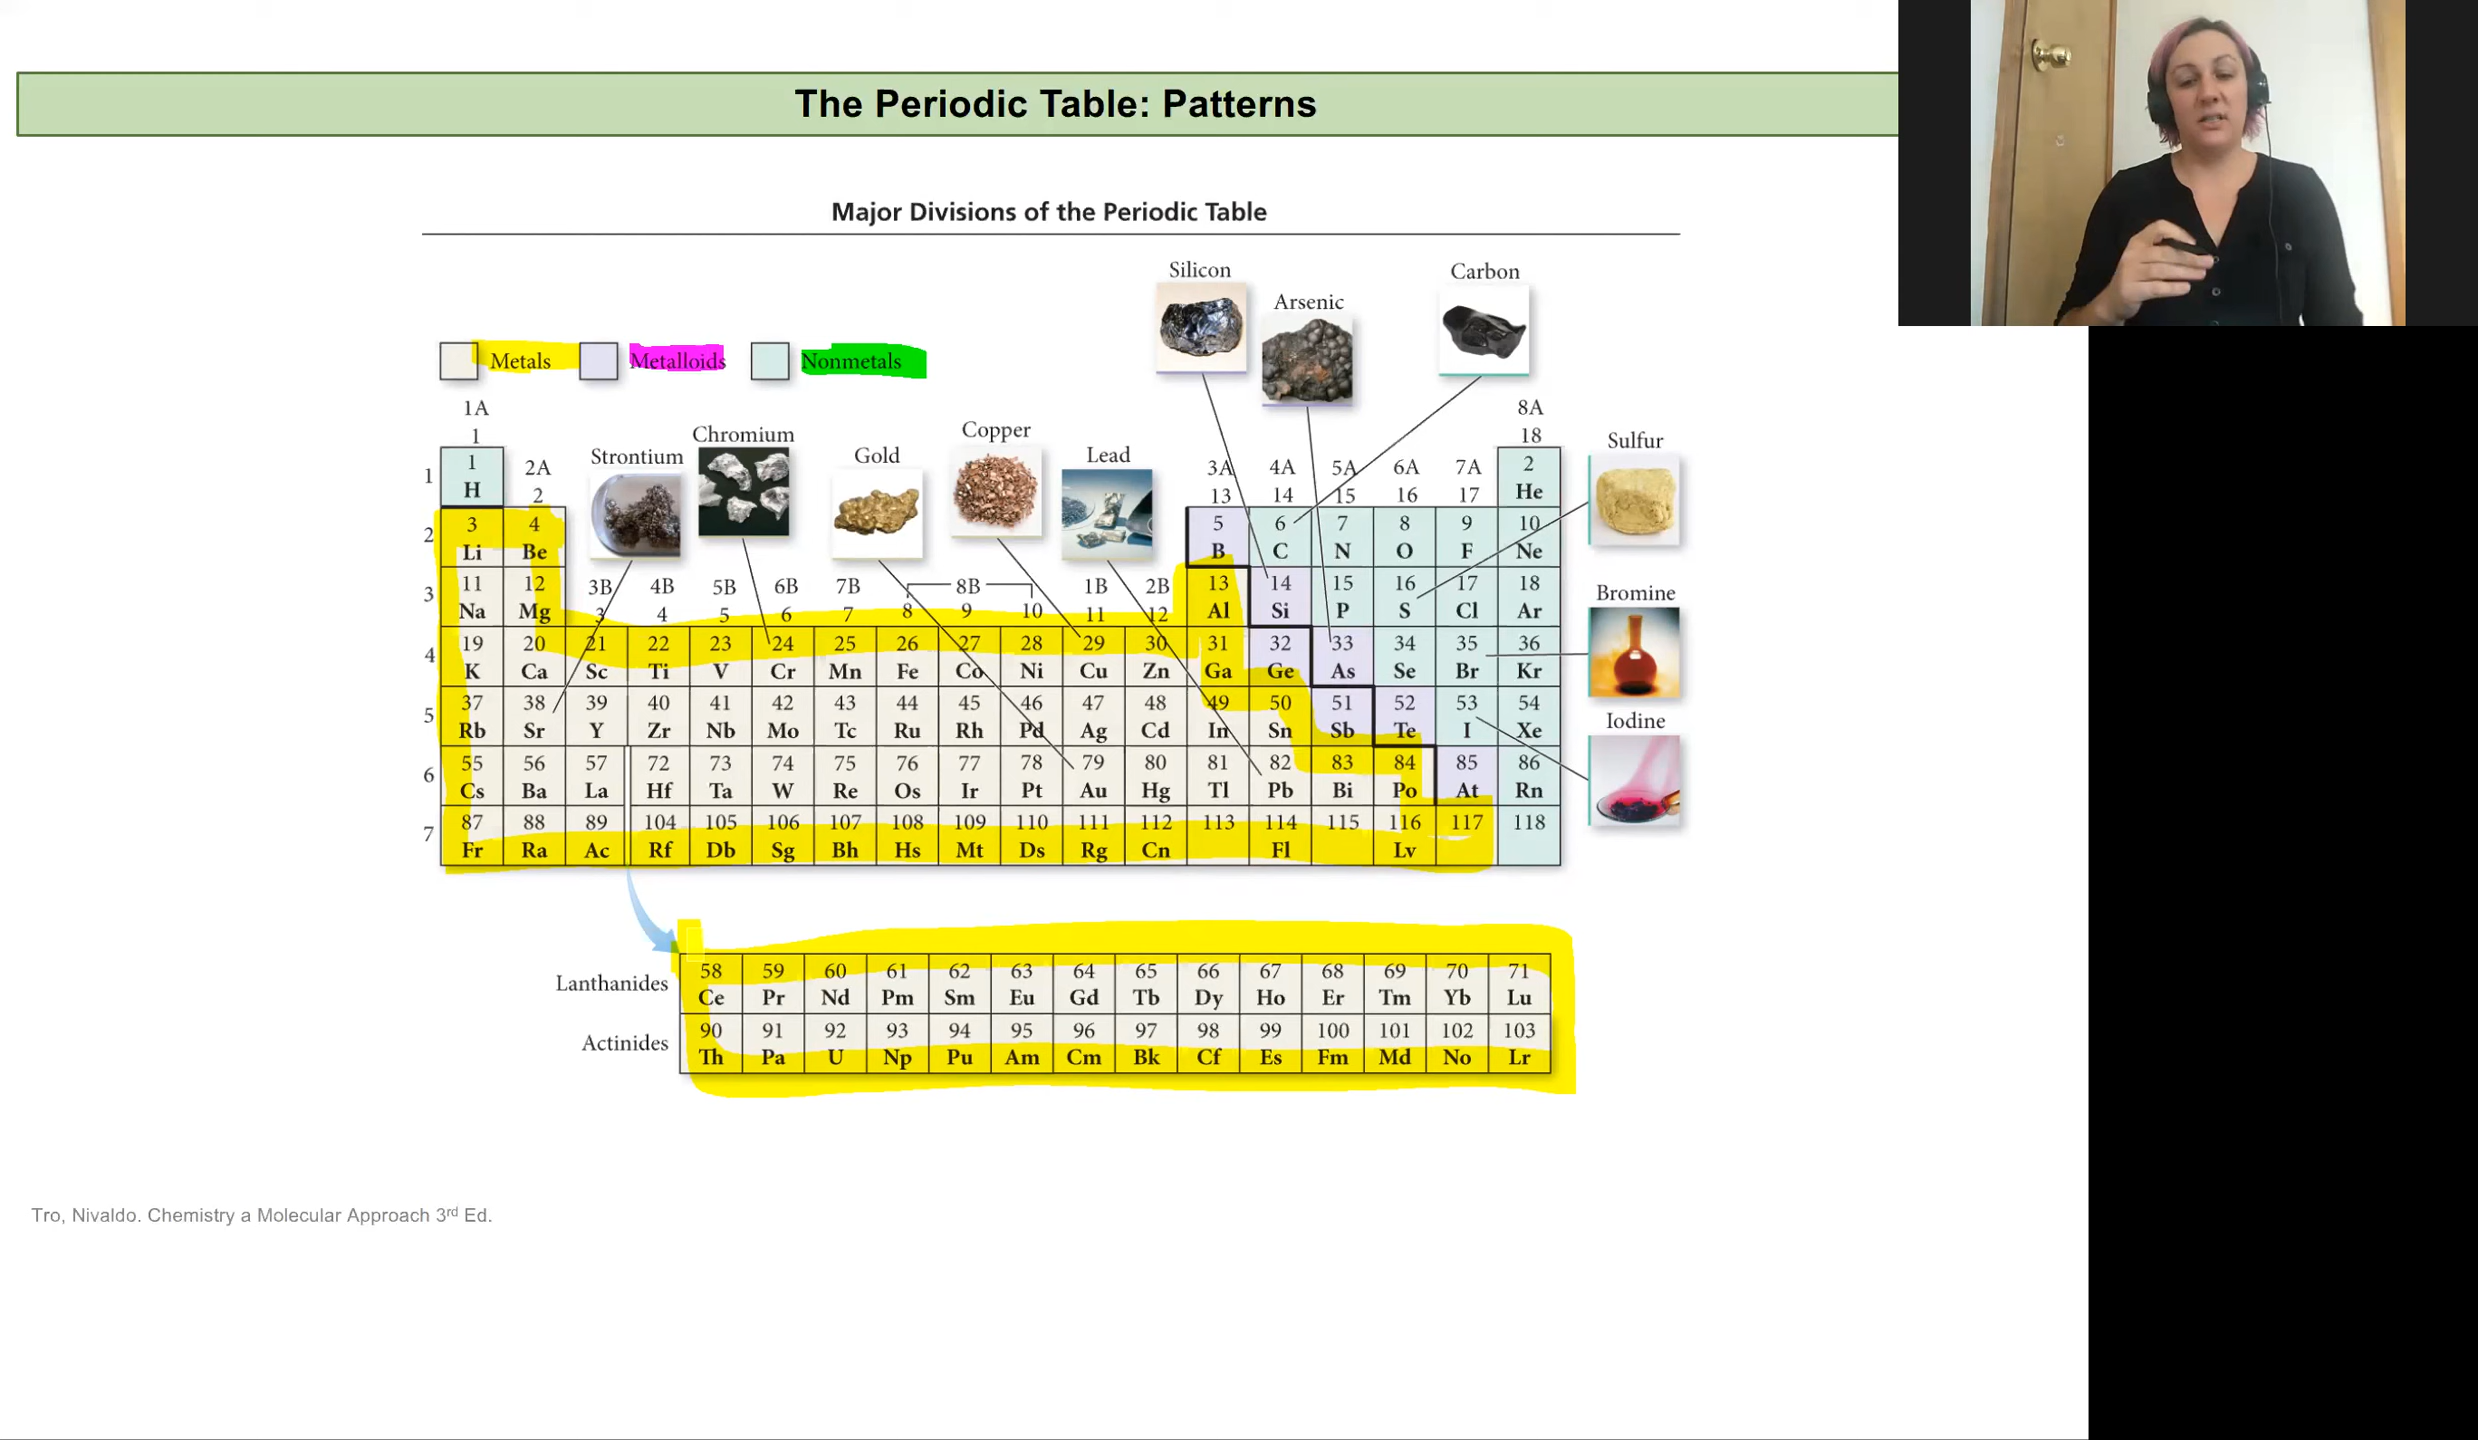 The Periodic Table: Patterns
Major Divisions of the Periodic Table
Silicon
Carbon
Arsenic
Metals Metalloids Nonmetals
1A 8A
1 18
Strontium Chromium Gold Copper Lead Sulfur
2A 3A 4A 5A 6A 7A
2 13 14 15 16 17
1 1 2
H He
2 3 4 5 6 7 8 9 10
Li Be B C N O F Ne
3B 4B 5B 6B 7B 8B 1B 2B
3 4 5 6 7 8 9 10 11 12
3 11 12 13 14 15 16 17 18
Na Mg Al Si P S Cl Ar
Bromine
4 19 20 21 22 23 24 25 26 27 28 29 30 31 32 33 34 35 36
K Ca Sc Ti V Cr Mn Fe Co Ni Cu Zn Ga Ge As Se Br Kr
5 37 38 39 40 41 42 43 44 45 46 47 48 49 50 51 52 53 54
Rb Sr Y Zr Nb Mo Tc Ru Rh Pd Ag Cd In Sn Sb Te I Xe
Iodine
6 55 56 57 72 73 74 75 76 77 78 79 80 81 82 83 84 85 86
Cs Ba La Hf Ta W Re Os Ir Pt Au Hg Tl Pb Bi Po At Rn
7 87 88 89 104 105 106 107 108 109 110 111 112 113 114 115 116 117 118
Fr Ra Ac Rf Db Sg Bh Hs Mt Ds Rg Cn Fl Lv
Lanthanides 58 59 60 61 62 63 64 65 66 67 68 69 70 71
Ce Pr Nd Pm Sm Eu Gd Tb Dy Ho Er Tm Yb Lu
Actinides 90 91 92 93 94 95 96 97 98 99 100 101 102 103
Th Pa U Np Pu Am Cm Bk Cf Es Fm Md No Lr
Tro, Nivaldo. Chemistry a Molecular Approach 3rd Ed.